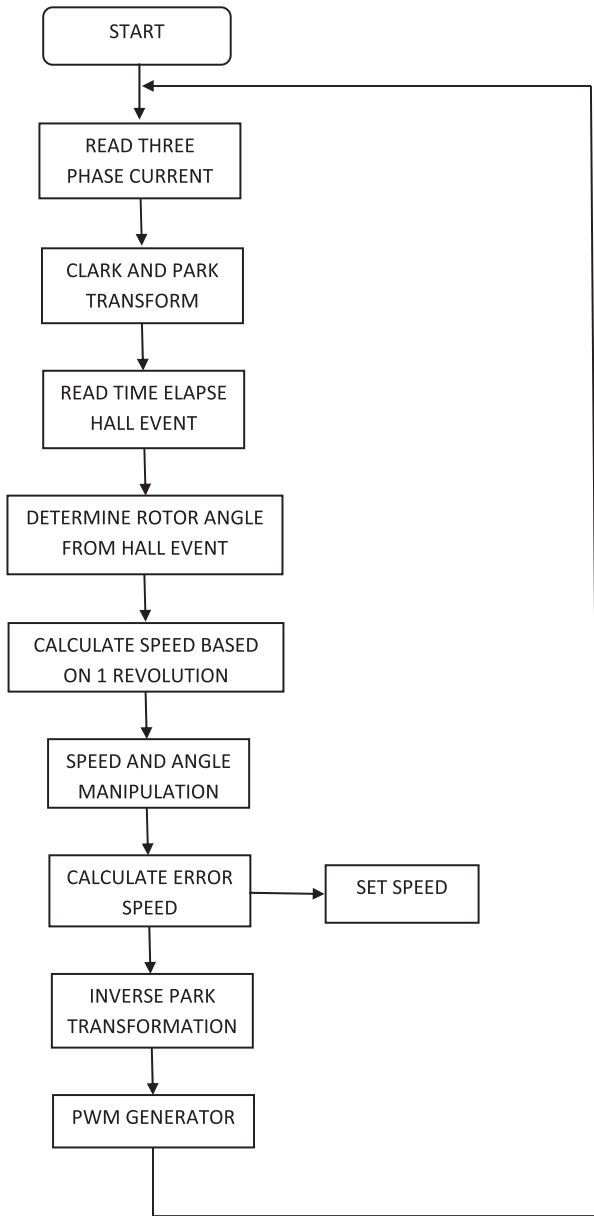 START
READ THREE
PHASE CURRENT
CLARK AND PARK
TRANSFORM
READ TIME ELAPSE
HALL EVENT
DETERMINE ROTOR ANGLE
FROM HALL EVENT
CALCULATE SPEED BASED
ON 1 REVOLUTION
SPEED AND ANGLE
MANIPULATION
CALCULATE ERROR
SPEED
SET SPEED
INVERSE PARK
TRANSFORMATION
PWM GENERATOR